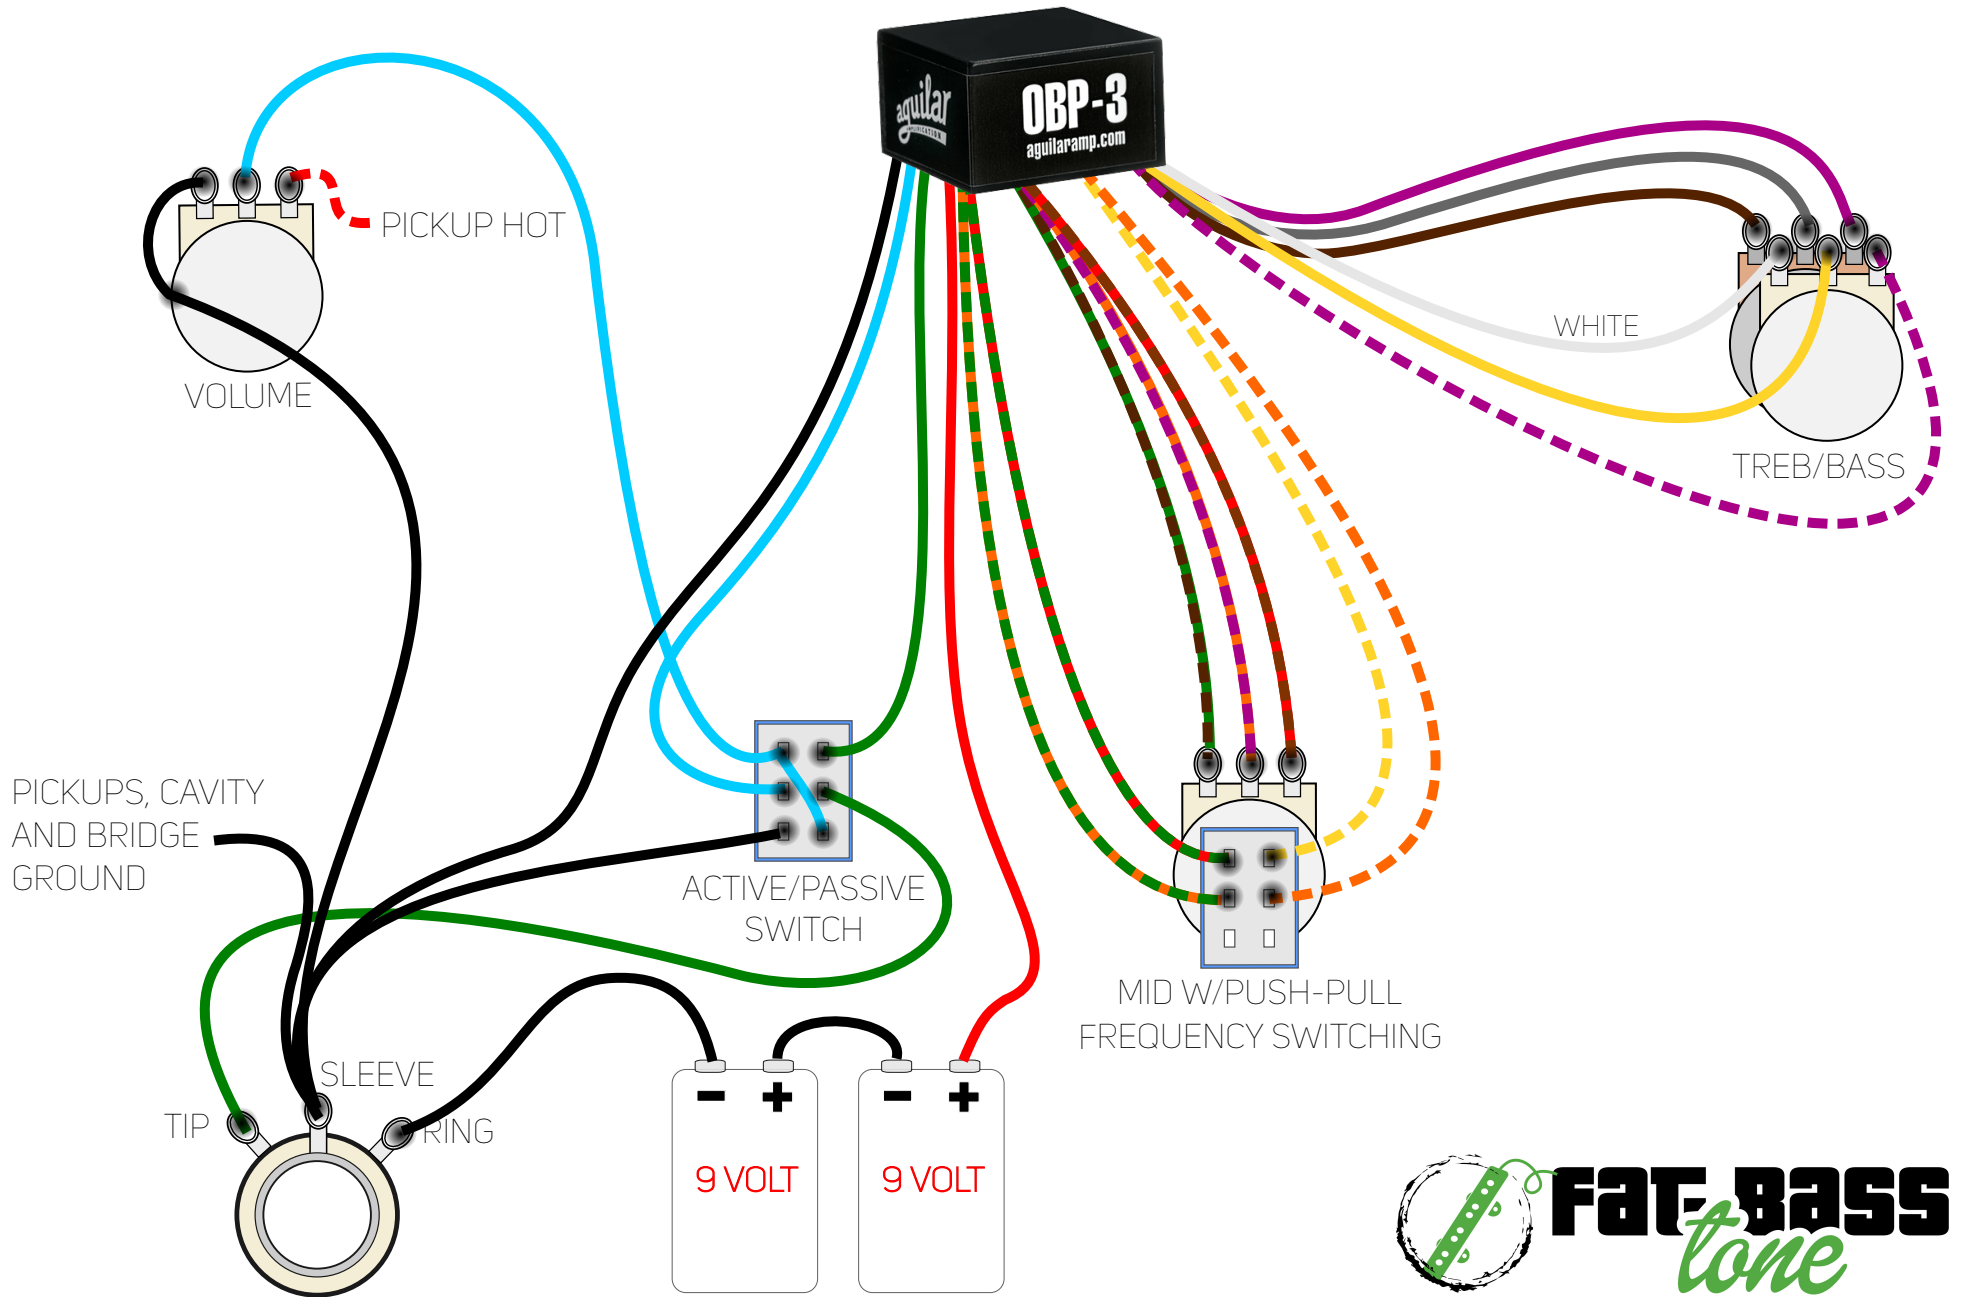 aguilar
AMPLIFICATION
OBP-3
aguilaramp.com
PICKUP HOT
VOLUME
WHITE
TREB/BASS
PICKUPS, CAVITY
AND BRIDGE
GROUND
ACTIVE/PASSIVE
SWITCH
MID W/PUSH-PULL
FREQUENCY SWITCHING
SLEEVE
TIP
RING
− +
− +
9 VOLT
9 VOLT
FAT BASS
tone